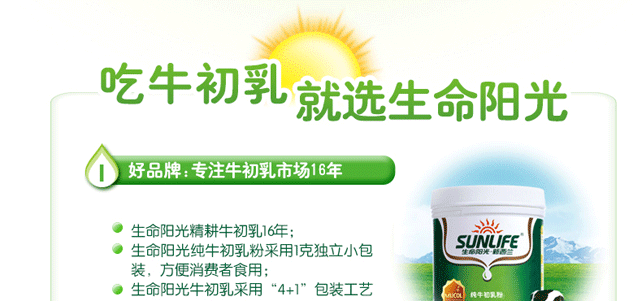 吃牛初乳 就选生命阳光
1 好品牌：专注牛初乳市场16年
生命阳光精耕牛初乳16年；
生命阳光纯牛初乳粉采用1克独立小包
装，方便消费者食用；
生命阳光牛初乳采用“4+1”包装工艺
SUNLIFE®
生命阳光·新西兰
纯牛初乳粉